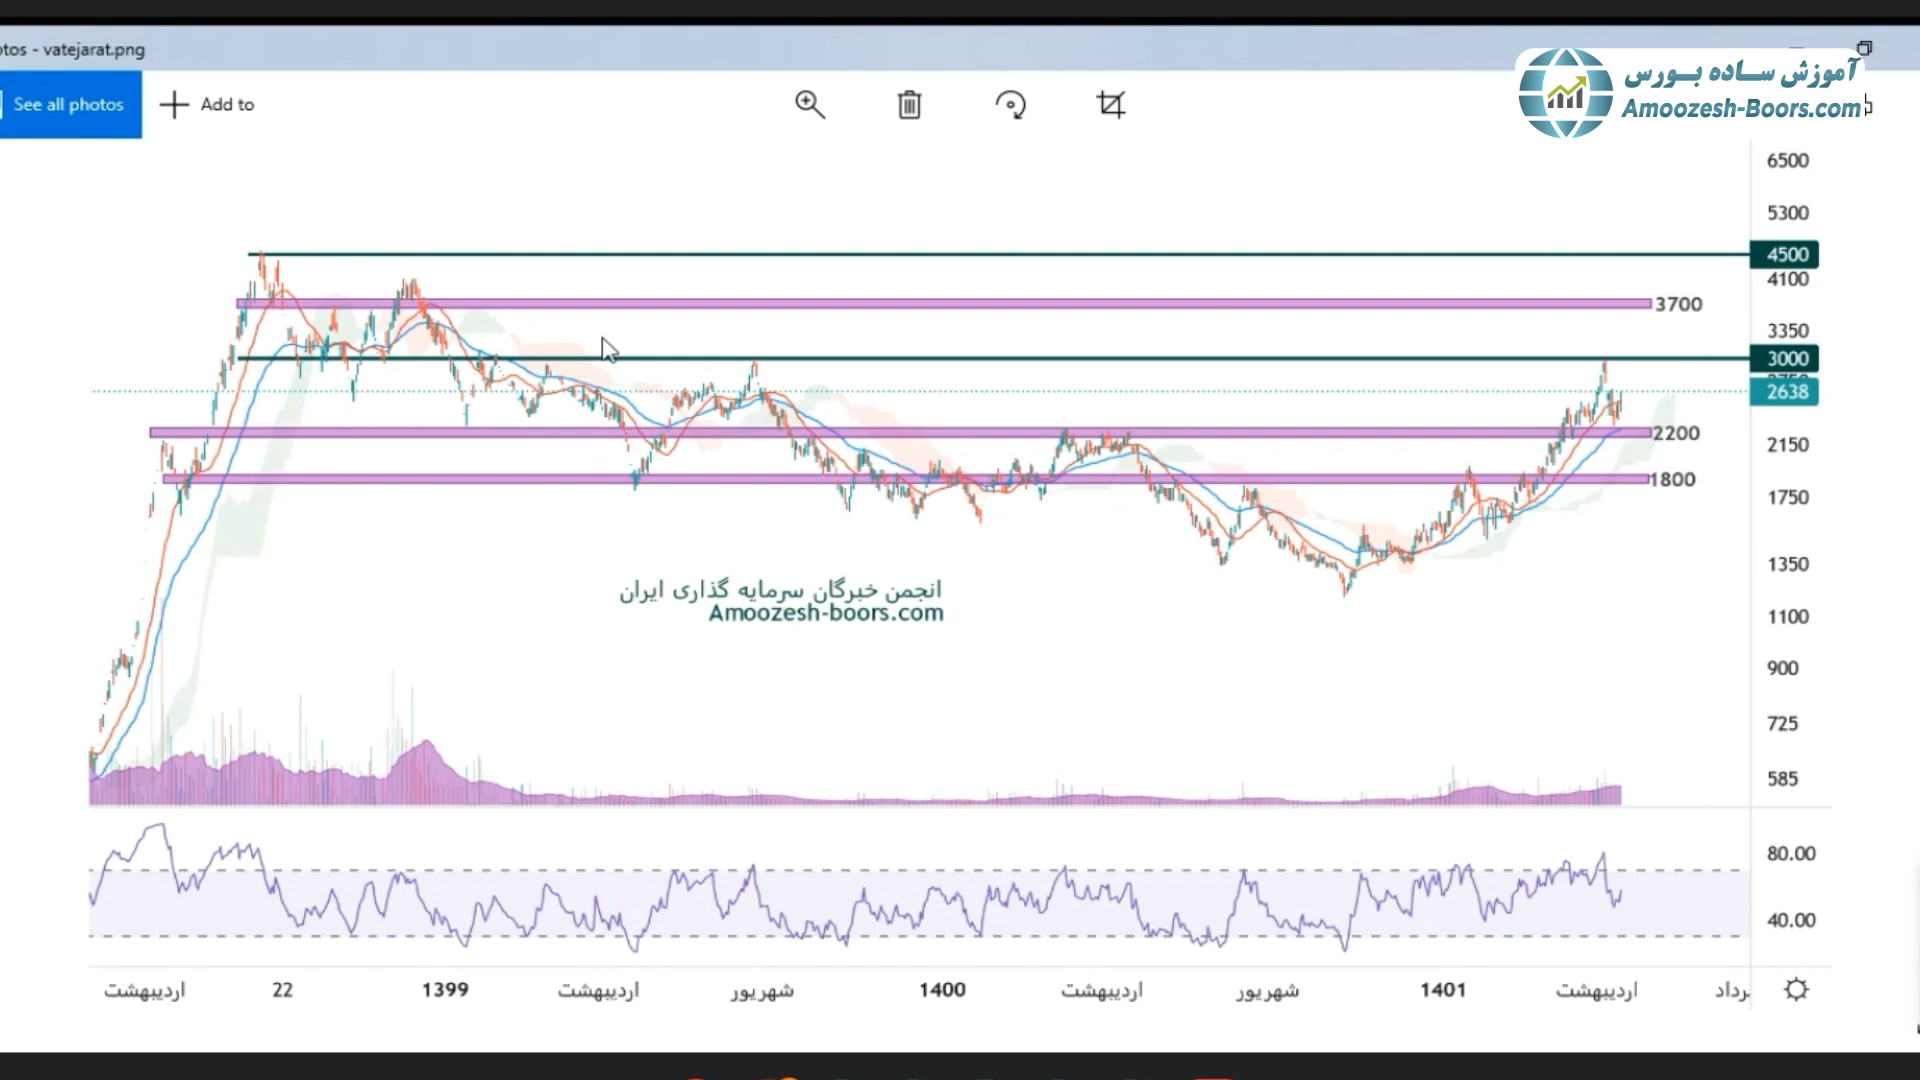 otos - vatejarat.png
See all photos
Add to
آموزش ساده بورس
Amoozesh-Boors.com
6500
5300
4500
4100
3700
3350
3000
2638
2200
2150
1800
1750
1350
انجمن خبرگان سرمایه گذاری ایران
Amoozesh-boors.com
1100
900
725
585
80.00
40.00
اردیبهشت
22
1399
اردیبهشت
شهریور
1400
اردیبهشت
شهریور
1401
اردیبهشت
رداد